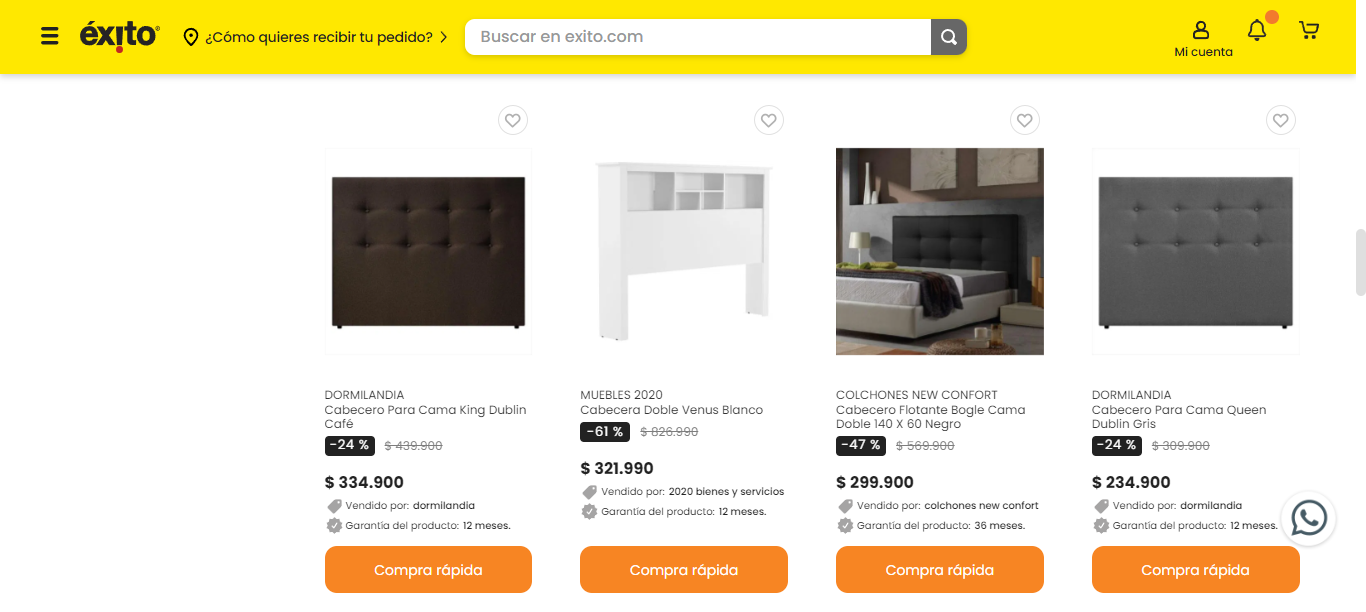 éxito
¿Cómo quieres recibir tu pedido?
Buscar en exito.com
Mi cuenta
DORMILANDIA
Cabecero Para Cama King Dublin
Café
-24 % $ 439.900
$ 334.900
Vendido por: dormilandia
Garantía del producto: 12 meses.
Compra rápida
MUEBLES 2020
Cabecera Doble Venus Blanco
-61 % $ 826.990
$ 321.990
Vendido por: 2020 bienes y servicios
Garantía del producto: 12 meses.
Compra rápida
COLCHONES NEW CONFORT
Cabecero Flotante Bogle Cama
Doble 140 X 60 Negro
-47 % $ 569.900
$ 299.900
Vendido por: colchones new confort
Garantía del producto: 36 meses.
Compra rápida
DORMILANDIA
Cabecero Para Cama Queen
Dublin Gris
-24 % $ 309.900
$ 234.900
Vendido por: dormilandia
Garantía del producto: 12 meses.
Compra rápida